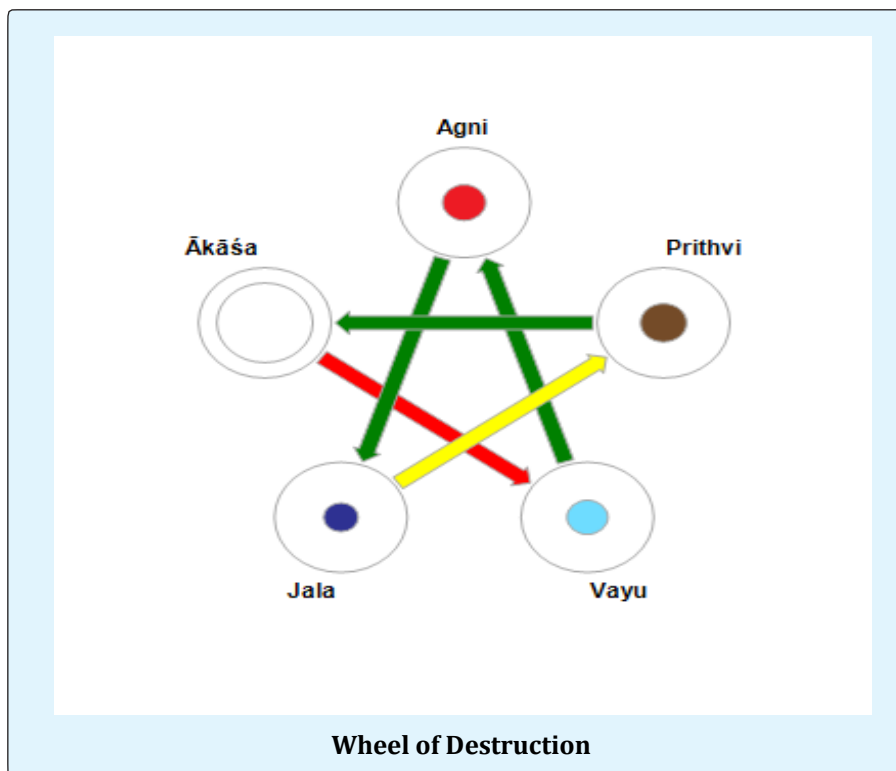 Agni
Ākāśa
Prithvi
Jala
Vayu
Wheel of Destruction